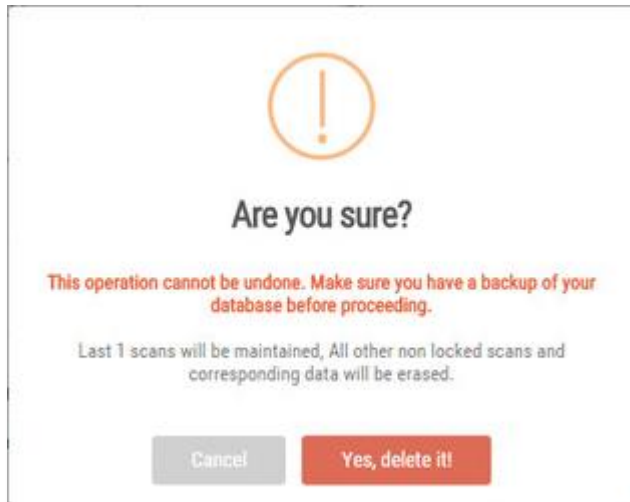 Are you sure?
This operation cannot be undone. Make sure you have a backup of your
database before proceeding.
Last 1 scans will be maintained, All other non locked scans and
corresponding data will be erased.
Cancel
Yes, delete it!